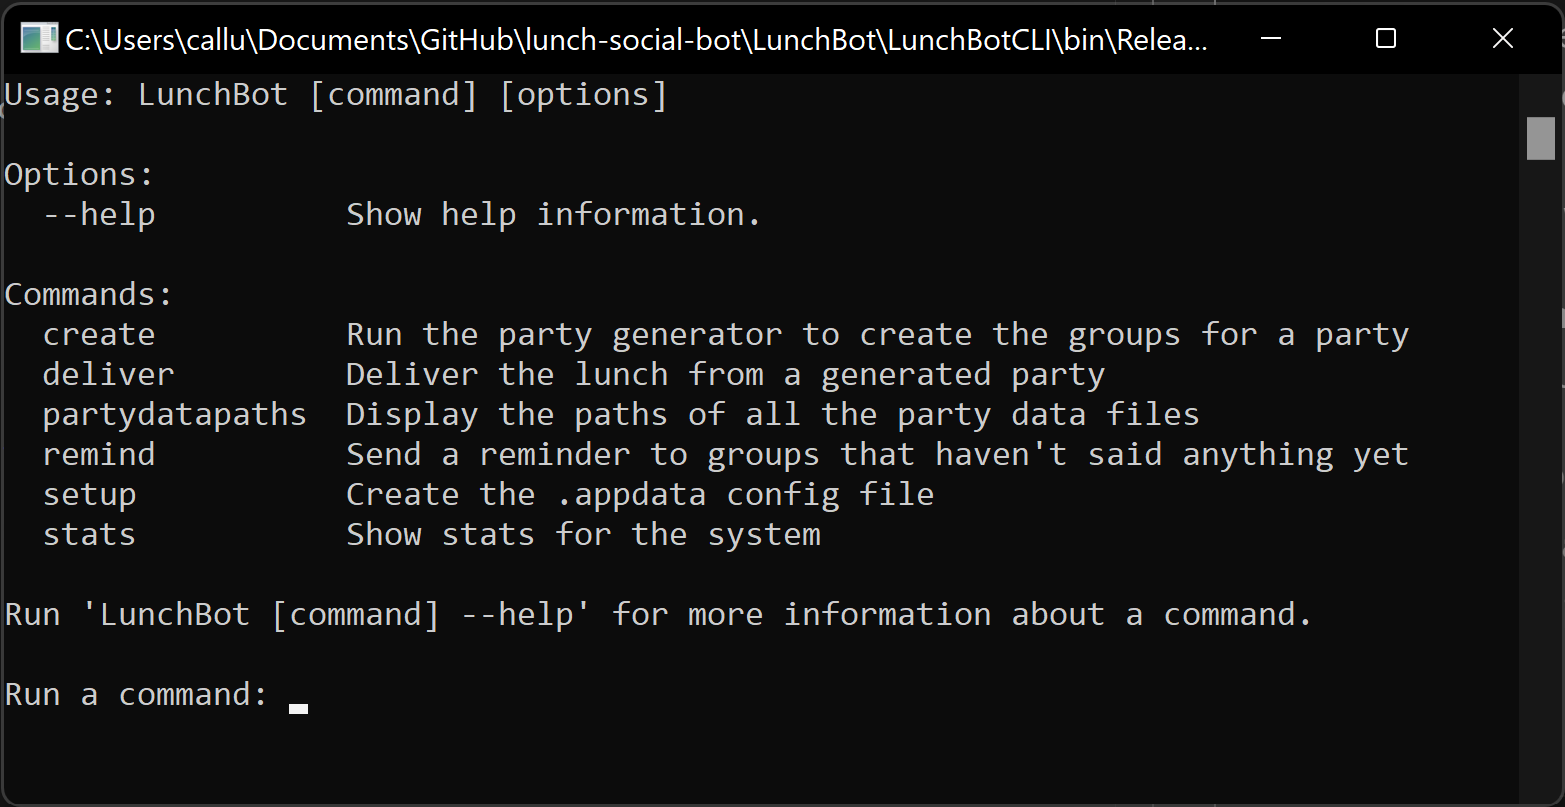 C:\Users\callu\Documents\GitHub\lunch-social-bot\LunchBot\LunchBotCLI\bin\Relea...
Usage: LunchBot [command] [options]
Options:
--help Show help information.
Commands:
create Run the party generator to create the groups for a party
deliver Deliver the lunch from a generated party
partydatapaths Display the paths of all the party data files
remind Send a reminder to groups that haven't said anything yet
setup Create the .appdata config file
stats Show stats for the system
Run 'LunchBot [command] --help' for more information about a command.
Run a command: